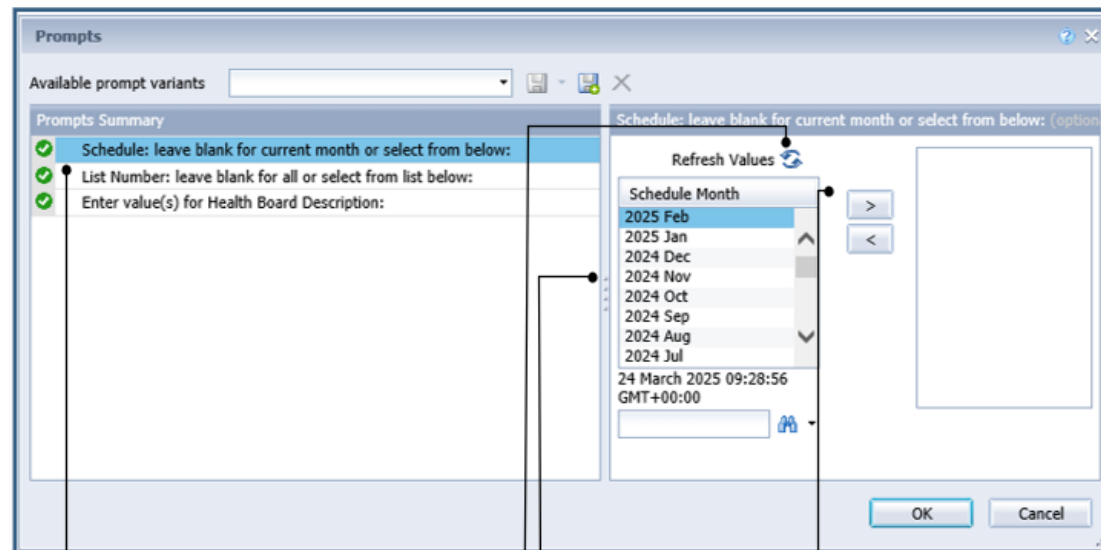 Prompts
Available prompt variants
Prompts Summary
Schedule: leave blank for current month or select from below:
List Number: leave blank for all or select from list below:
Enter value(s) for Health Board Description:
Schedule: leave blank for current month or select from below: (option
Refresh Values
Schedule Month
2025 Feb
2025 Jan
2024 Dec
2024 Nov
2024 Oct
2024 Sep
2024 Aug
2024 Jul
24 March 2025 09:28:56
GMT+00:00
>
<
OK
Cancel